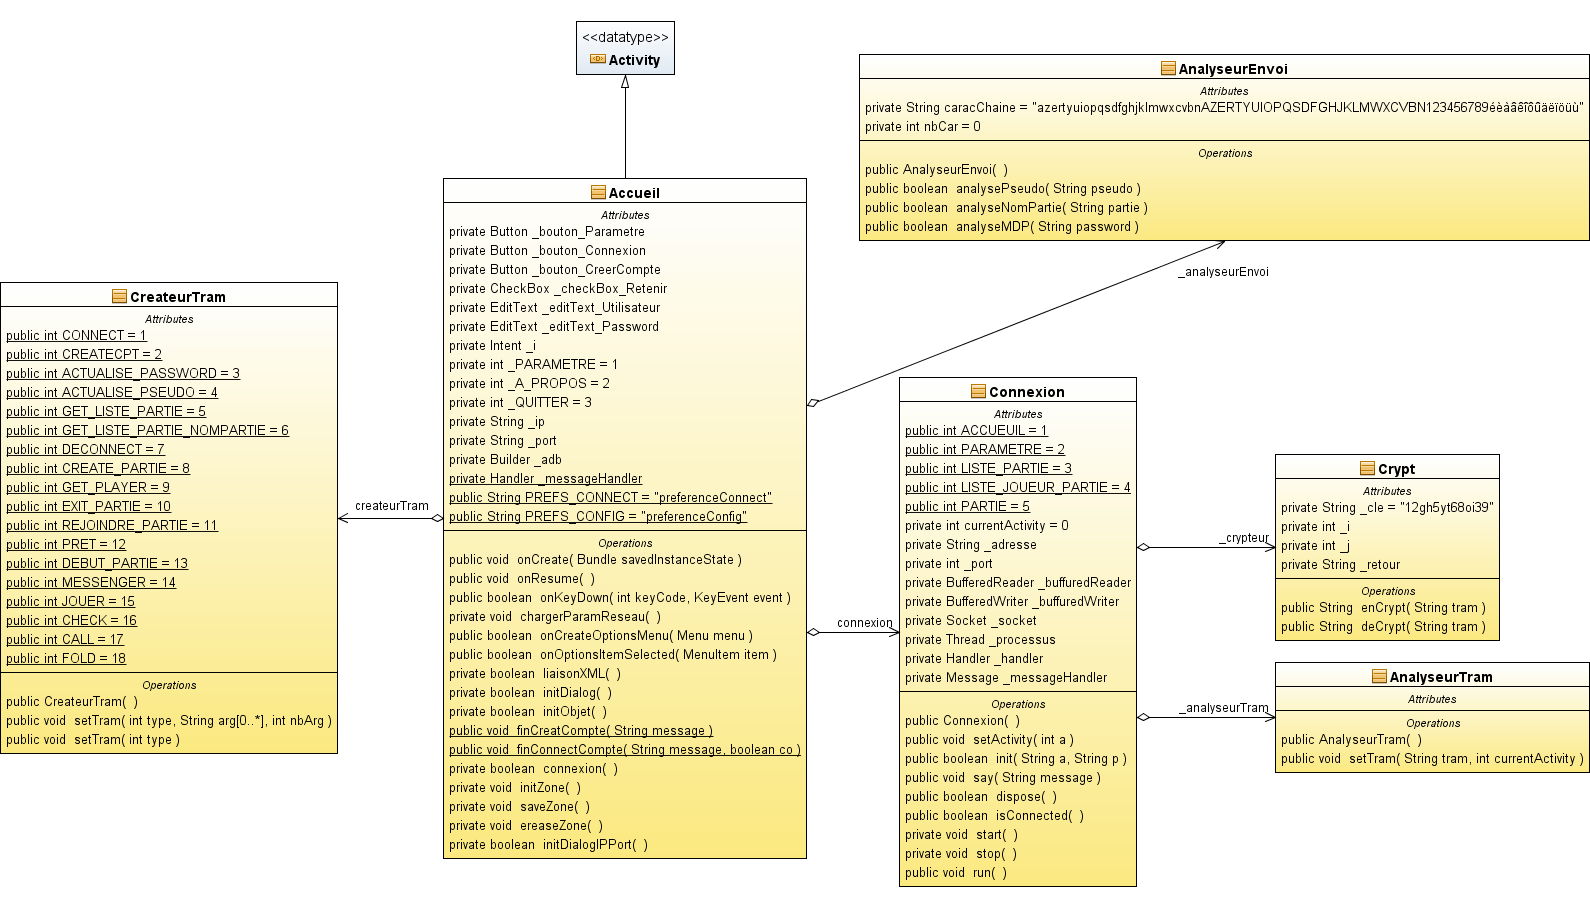 <<datatype>>
Activity
AnalyseurEnvoi
Attributes
private String caracChaine = "azertyuiopqsdfghjklmwxcvbnAZERTYUIOPQSDFGHJKLMWXCVBN123456789éèàâêîôûäëïöüù"
private int nbCar = 0
Operations
public AnalyseurEnvoi(  )
public boolean  analysePseudo( String pseudo )
public boolean  analyseNomPartie( String partie )
public boolean  analyseMDP( String password )
Accueil
Attributes
private Button _bouton_Parametre
private Button _bouton_Connexion
private Button _bouton_CreerCompte
private CheckBox _checkBox_Retenir
private EditText _editText_Utilisateur
private EditText _editText_Password
private Intent _i
private int _PARAMETRE = 1
private int _A_PROPOS = 2
private int _QUITTER = 3
private String _ip
private String _port
private Builder _adb
private Handler _messageHandler
public String PREFS_CONNECT = "preferenceConnect"
public String PREFS_CONFIG = "preferenceConfig"
Operations
public void  onCreate( Bundle savedInstanceState )
public void  onResume(  )
public boolean  onKeyDown( int keyCode, KeyEvent event )
private void  chargerParamReseau(  )
public boolean  onCreateOptionsMenu( Menu menu )
public boolean  onOptionsItemSelected( MenuItem item )
private boolean  liaisonXML(  )
private boolean  initDialog(  )
private boolean  initObjet(  )
public void  finCreatCompte( String message )
public void  finConnectCompte( String message, boolean co )
private boolean  connexion(  )
private void  initZone(  )
private void  saveZone(  )
private void  ereaseZone(  )
private boolean  initDialogIPPort(  )
_analyseurEnvoi
CreateurTram
Attributes
public int CONNECT = 1
public int CREATECPT = 2
public int ACTUALISE_PASSWORD = 3
public int ACTUALISE_PSEUDO = 4
public int GET_LISTE_PARTIE = 5
public int GET_LISTE_PARTIE_NOMPARTIE = 6
public int DECONNECT = 7
public int CREATE_PARTIE = 8
public int GET_PLAYER = 9
public int EXIT_PARTIE = 10
public int REJOINDRE_PARTIE = 11
public int PRET = 12
public int DEBUT_PARTIE = 13
public int MESSENGER = 14
public int JOUER = 15
public int CHECK = 16
public int CALL = 17
public int FOLD = 18
Operations
public CreateurTram(  )
public void  setTram( int type, String arg[0..*], int nbArg )
public void  setTram( int type )
createurTram
connexion
Connexion
Attributes
public int ACCUEUIL = 1
public int PARAMETRE = 2
public int LISTE_PARTIE = 3
public int LISTE_JOUEUR_PARTIE = 4
public int PARTIE = 5
private int currentActivity = 0
private String _adresse
private int _port
private BufferedReader _buffuredReader
private BufferedWriter _buffuredWriter
private Socket _socket
private Thread _processus
private Handler _handler
private Message _messageHandler
Operations
public Connexion(  )
public void  setActivity( int a )
public boolean  init( String a, String p )
public void  say( String message )
public boolean  dispose(  )
public boolean  isConnected(  )
private void  start(  )
private void  stop(  )
public void  run(  )
_crypteur
Crypt
Attributes
private String _cle = "12gh5yt68oi39"
private int _i
private int _j
private String _retour
Operations
public String  enCrypt( String tram )
public String  deCrypt( String tram )
_analyseurTram
AnalyseurTram
Attributes
Operations
public AnalyseurTram(  )
public void  setTram( String tram, int currentActivity )